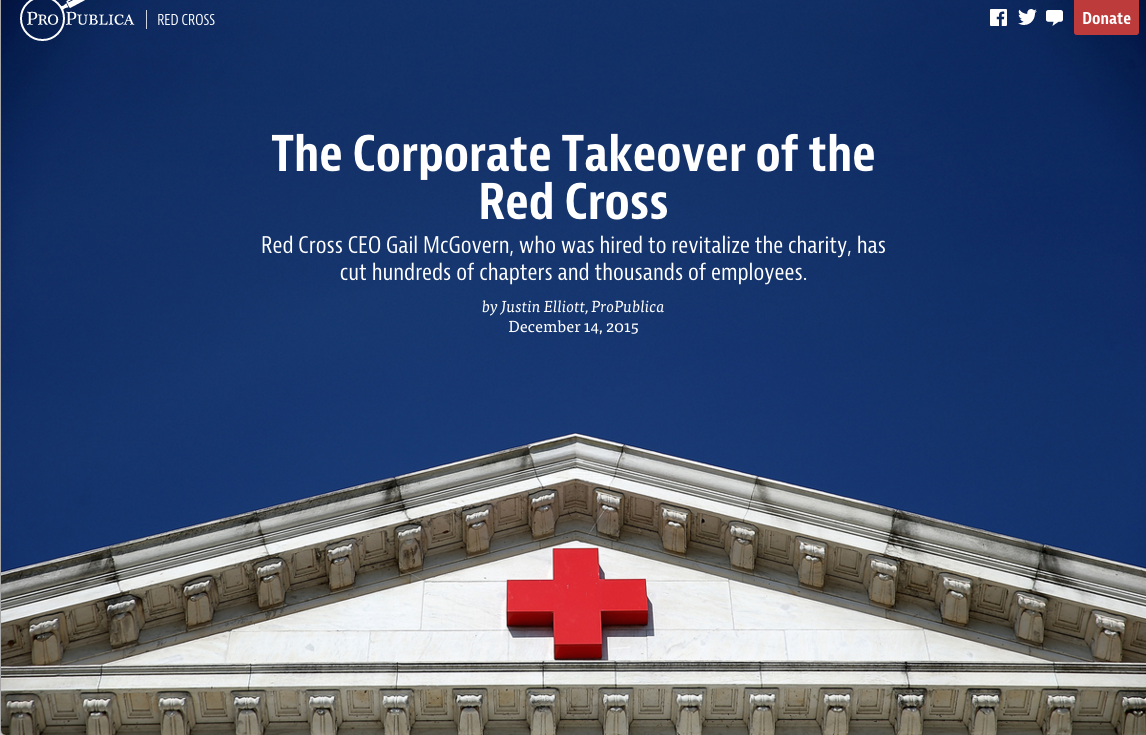 PROPUBLICA
RED CROSS
Donate
The Corporate Takeover of the
Red Cross
Red Cross CEO Gail McGovern, who was hired to revitalize the charity, has
cut hundreds of chapters and thousands of employees.
by Justin Elliott, ProPublica
December 14, 2015